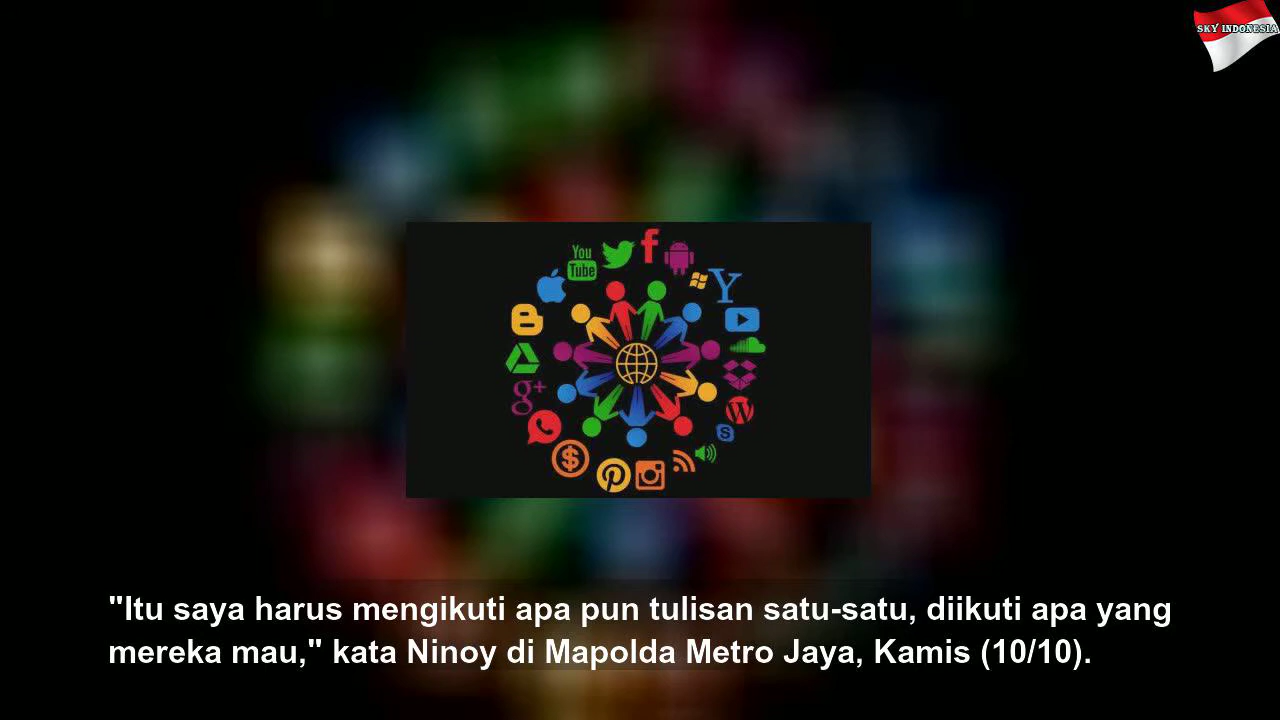 SKY INDONESIA
You
Tube
"Itu saya harus mengikuti apa pun tulisan satu-satu, diikuti apa yang
mereka mau," kata Ninoy di Mapolda Metro Jaya, Kamis (10/10).